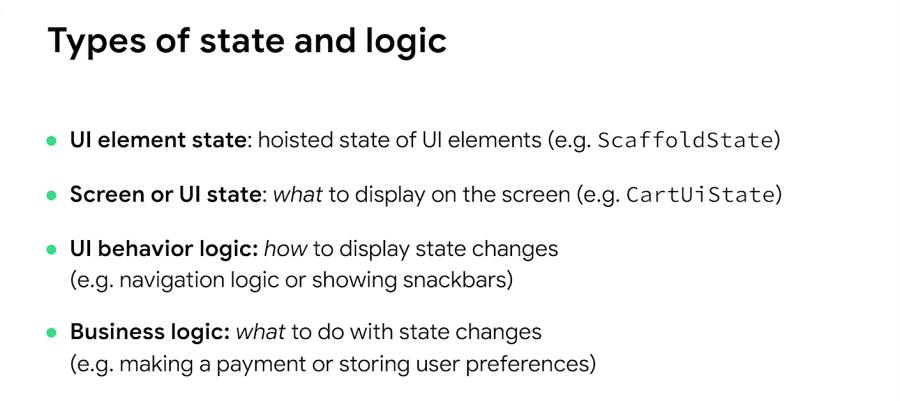 Types of state and logic
UI element state: hoisted state of UI elements (e.g. ScaffoldState)
Screen or UI state: what to display on the screen (e.g. CartUiState)
UI behavior logic: how to display state changes
(e.g. navigation logic or showing snackbars)
Business logic: what to do with state changes
(e.g. making a payment or storing user preferences)